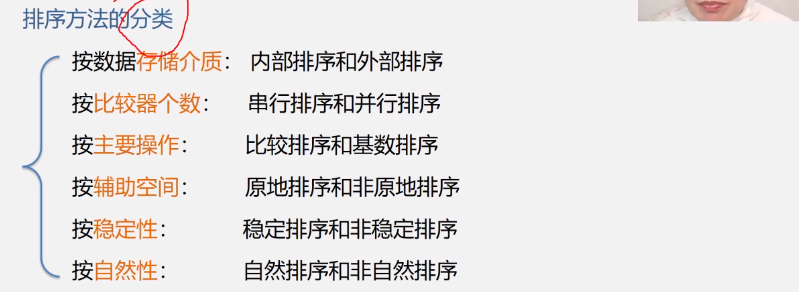 排序方法的分类
按数据存储介质： 内部排序和外部排序
按比较器个数： 串行排序和并行排序
按主要操作： 比较排序和基数排序
按辅助空间： 原地排序和非原地排序
按稳定性： 稳定排序和非稳定排序
按自然性： 自然排序和非自然排序